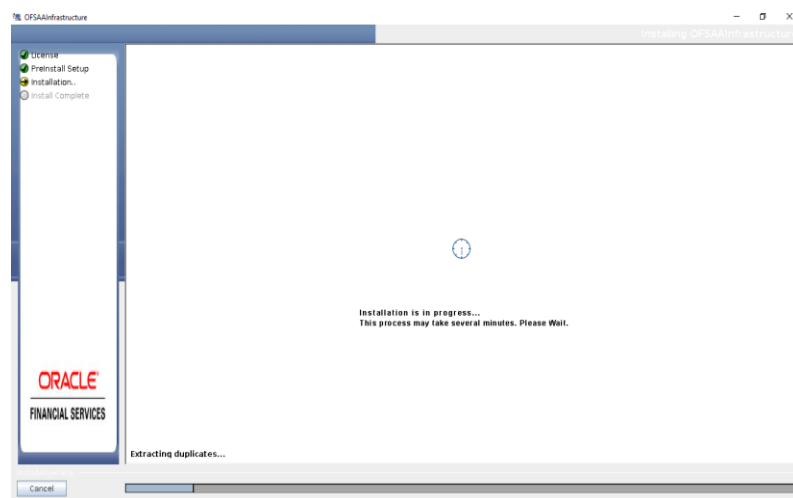 OFSAAInfrastructure
Installing OFSAAInfrastructur
License
PreInstall Setup
Installation..
Install Complete
Installation is in progress...
This process may take several minutes. Please Wait.
ORACLE
FINANCIAL SERVICES
Extracting duplicates...
Cancel